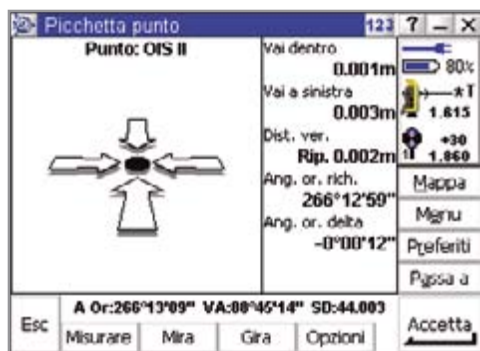 Picchetta punto 123 ? – X
Punto: OIS II
Vai dentro
0.001m
Vai a sinistra
0.003m
Dist. ver.
Rip. 0.002m
Ang. or. rich.
266°12'59"
Ang. or. delta
-0°00'12"
80%
T
1.615
+30
11 1.860
Mappa
Menu
Preferiti
Passa a
Accetta
A Or:266°13'09" VA:88°45'14" SD:44.003
Esc
Misurare Mira Gira Opzioni